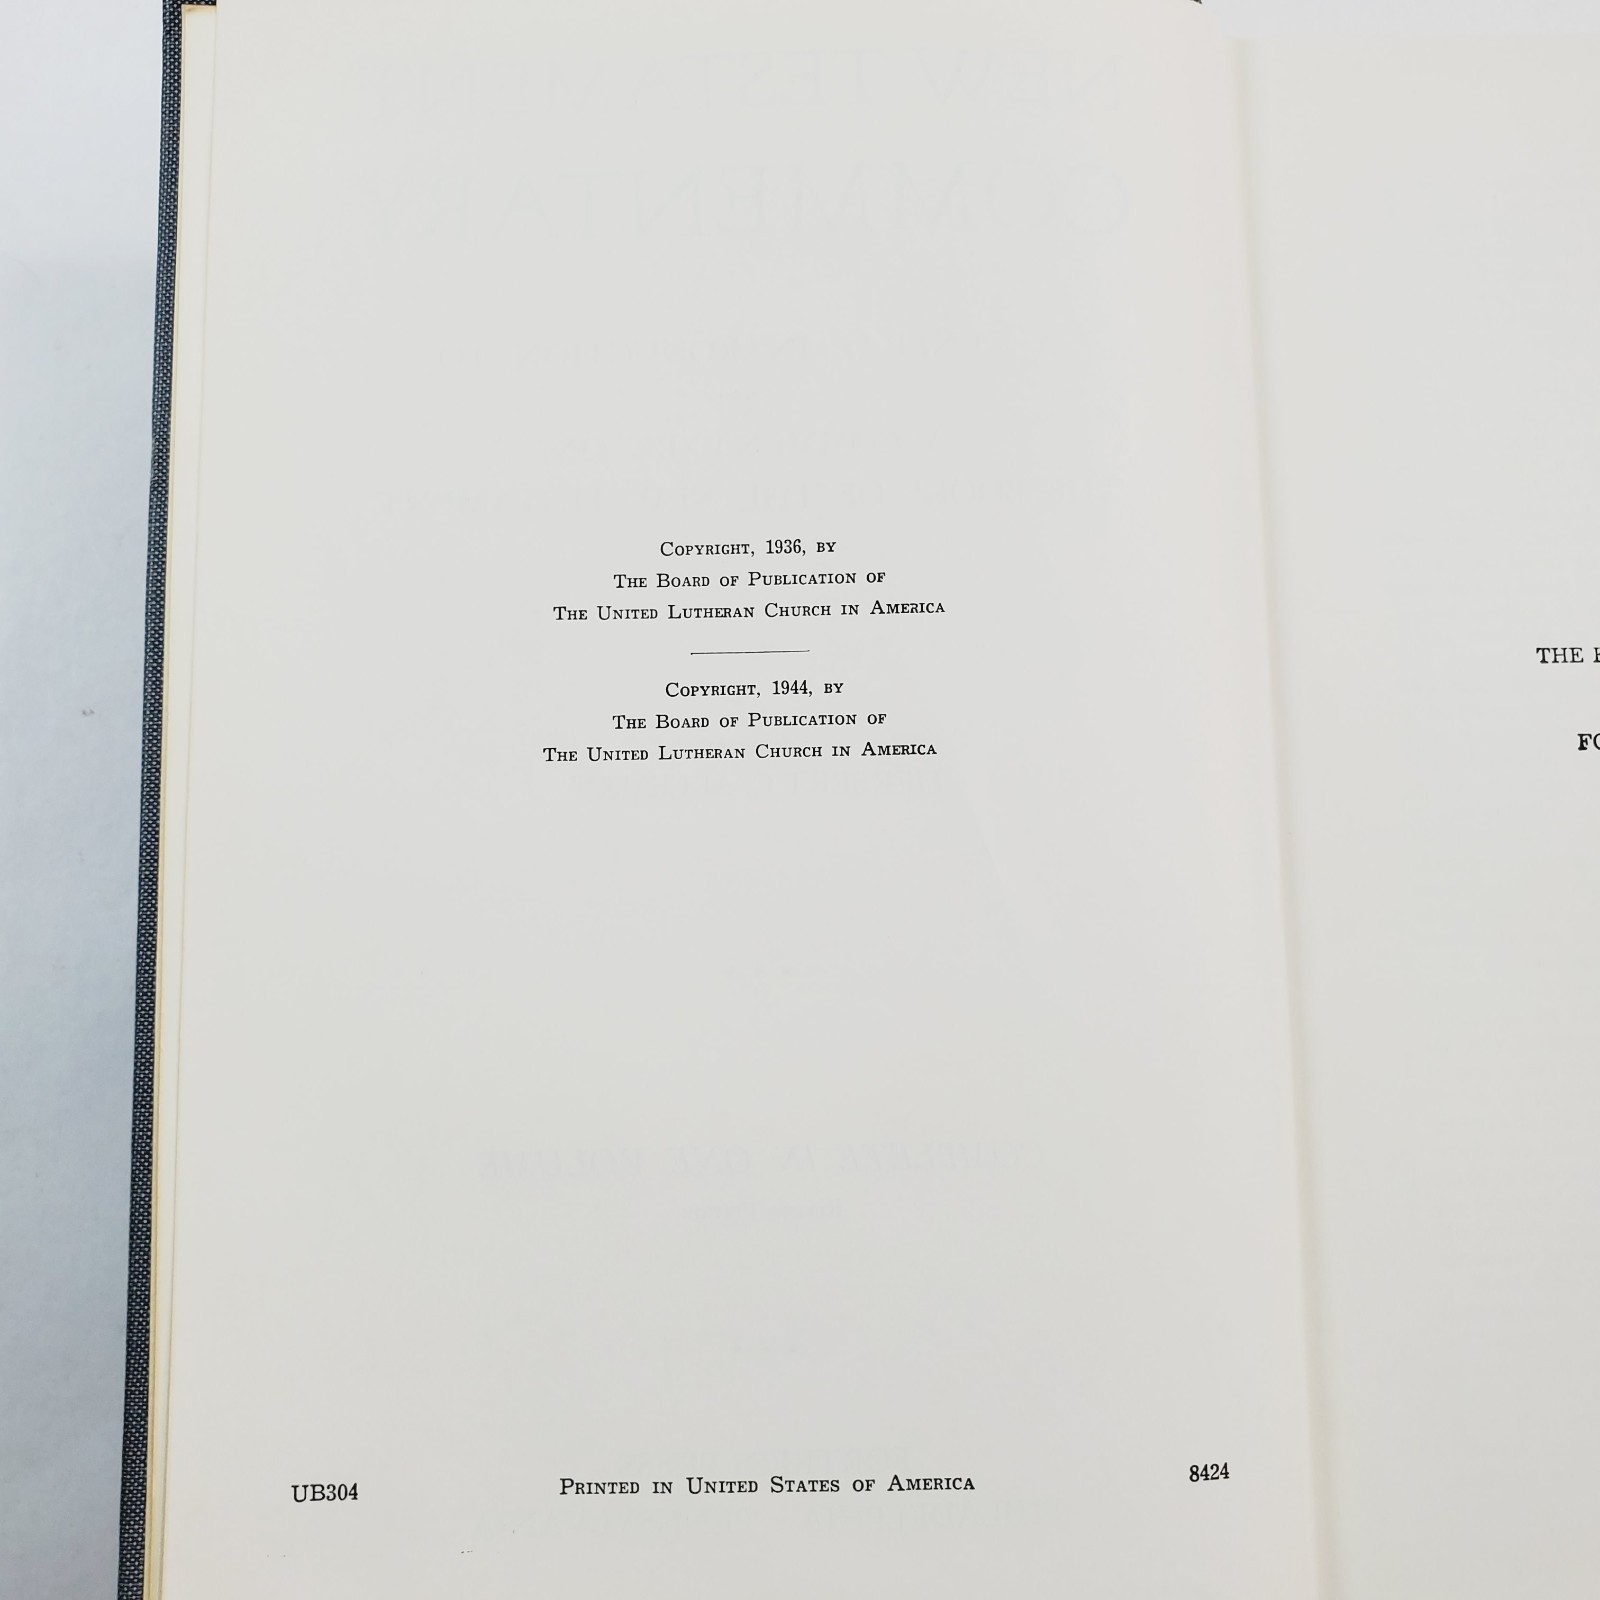 Copyright, 1936, by
The Board of Publication of
The United Lutheran Church in America
Copyright, 1944, by
The Board of Publication of
The United Lutheran Church in America
UB304 Printed in United States of America 8424
THE